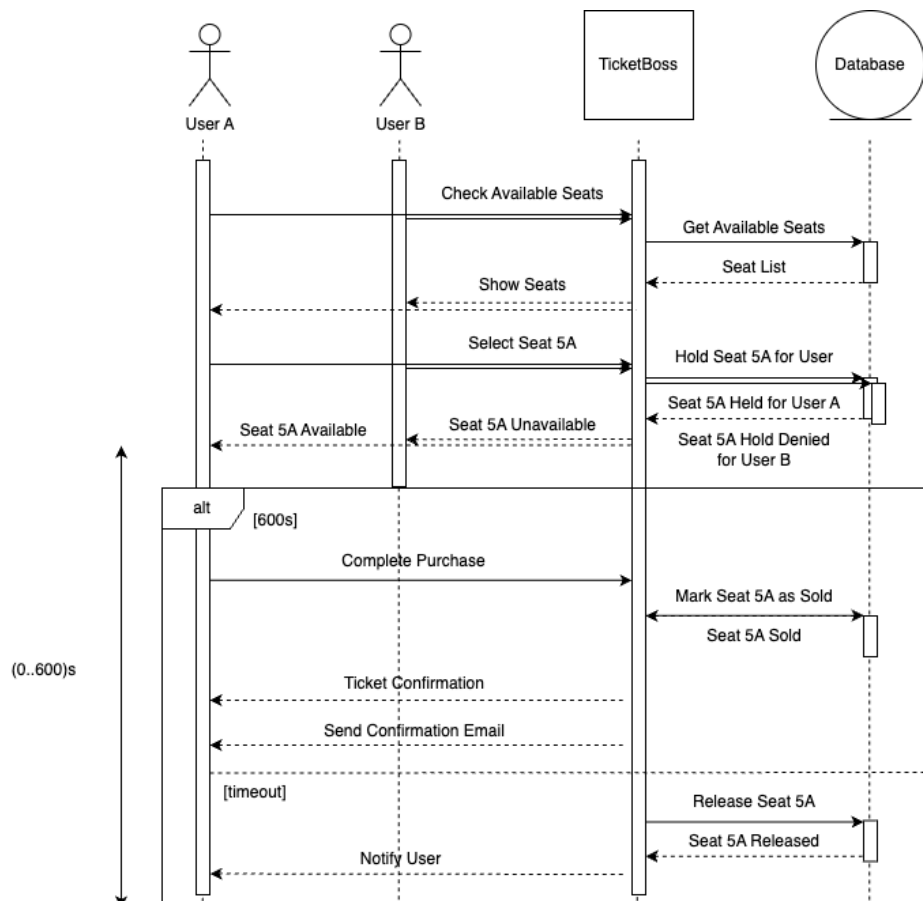 TicketBoss
Database
User A
User B
Check Available Seats
Get Available Seats
Seat List
Show Seats
Select Seat 5A
Hold Seat 5A for User
Seat 5A Held for User A
Seat 5A Available
Seat 5A Unavailable
Seat 5A Hold Denied
for User B
alt
[600s]
Complete Purchase
Mark Seat 5A as Sold
Seat 5A Sold
(0..600)s
Ticket Confirmation
Send Confirmation Email
[timeout]
Release Seat 5A
Seat 5A Released
Notify User